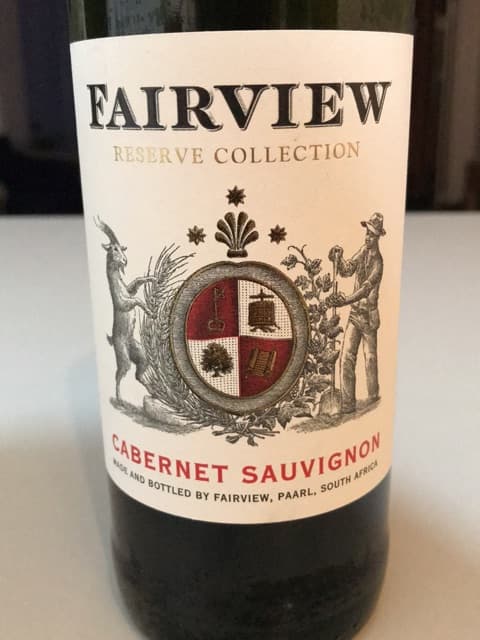 FAIRVIEW
RESERVE COLLECTION
CABERNET SAUVIGNON
MADE AND BOTTLED BY FAIRVIEW, PAARL, SOUTH AFRICA